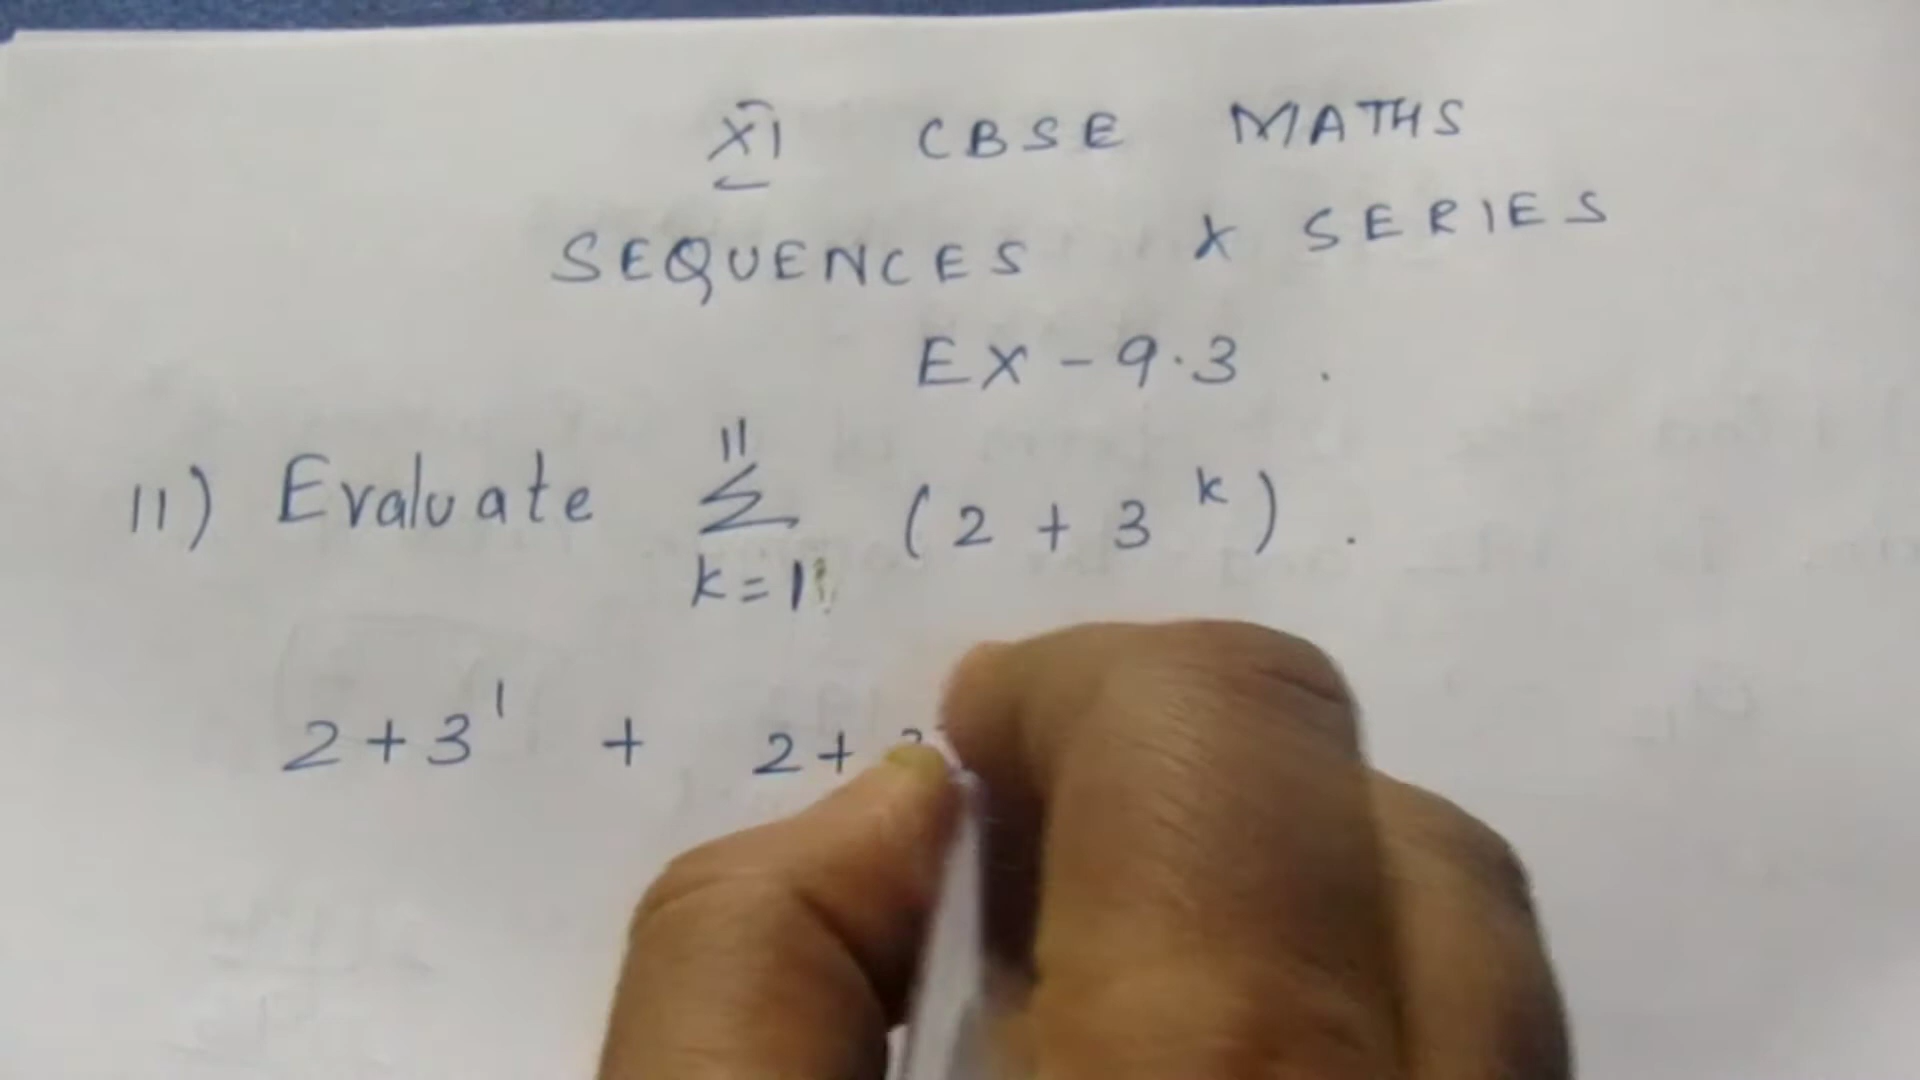 XI CBSE MATHS
SEQUENCES & SERIES
EX - 9.3 .
11) Evaluate 11 Σ k=1 (2 + 3^k) .
2+3^1 + 2+